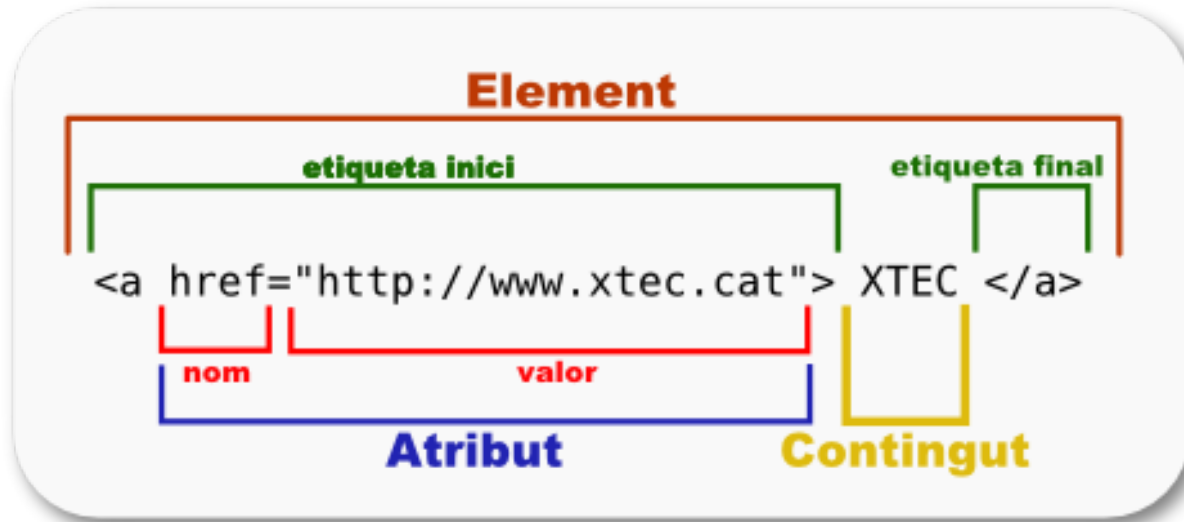 Element
etiqueta inici etiqueta final
<a href="http://www.xtec.cat"> XTEC </a>
nom valor
Atribut Contingut